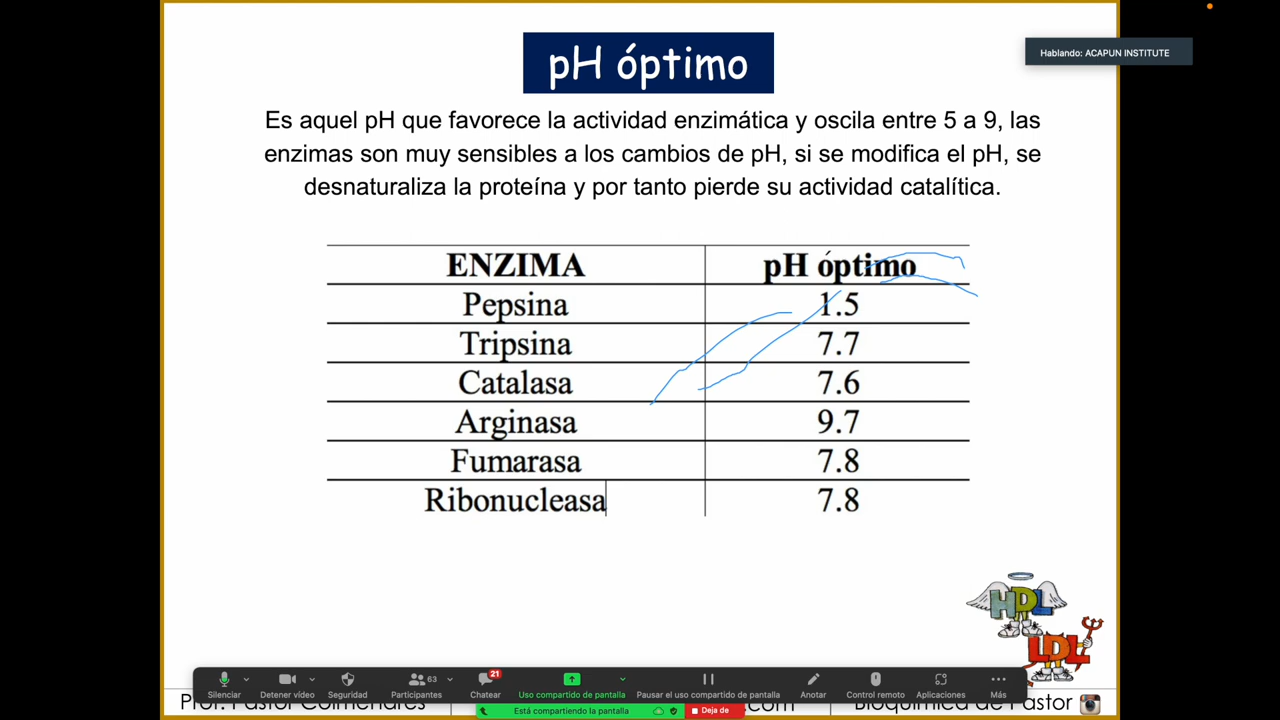 pH óptimo
Hablando: ACAPUN INSTITUTE
Es aquel pH que favorece la actividad enzimática y oscila entre 5 a 9, las
enzimas son muy sensibles a los cambios de pH, si se modifica el pH, se
desnaturaliza la proteína y por tanto pierde su actividad catalítica.
ENZIMA pH óptimo
Pepsina 1.5
Tripsina 7.7
Catalasa 7.6
Arginasa 9.7
Fumarasa 7.8
Ribonucleasa 7.8
HDL
LDL
63 21
Silenciar Detener vídeo Seguridad Participantes Chatear Uso compartido de pantalla Pausar el uso compartido de pantalla Anotar Control remoto Aplicaciones Más
Prof. Pastor Colmenares .com Bioquímica de Pastor
Está compartiendo la pantalla Deja de